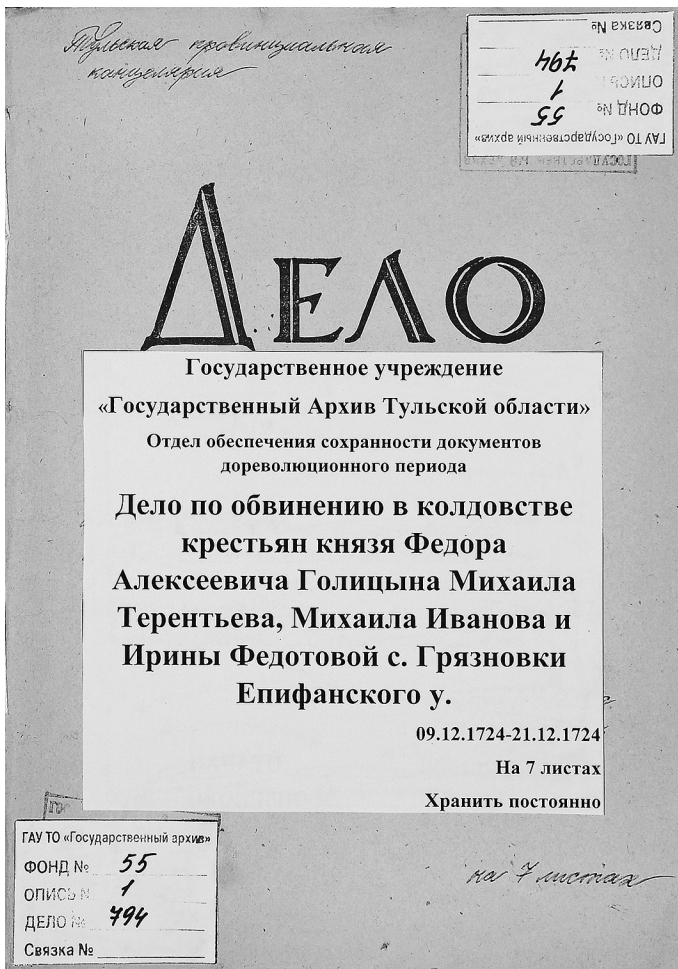 Тульская провинциальная
канцелярия
ГАУ ТО «Государственный архив»
ФОНД № 55
ОПИСЬ 1
ДЕЛО № 794
Связка №
ДЕЛО
Государственное учреждение
«Государственный Архив Тульской области»
Отдел обеспечения сохранности документов
дореволюционного периода
Дело по обвинению в колдовстве
крестьян князя Федора
Алексеевича Голицына Михаила
Терентьева, Михаила Иванова и
Ирины Федотовой с. Грязновки
Епифанского у.
09.12.1724-21.12.1724
На 7 листах
Хранить постоянно
ГАУ ТО «Государственный архив»
ФОНД № 55
ОПИСЬ № 1
ДЕЛО № 794
Связка №
на 7 листах